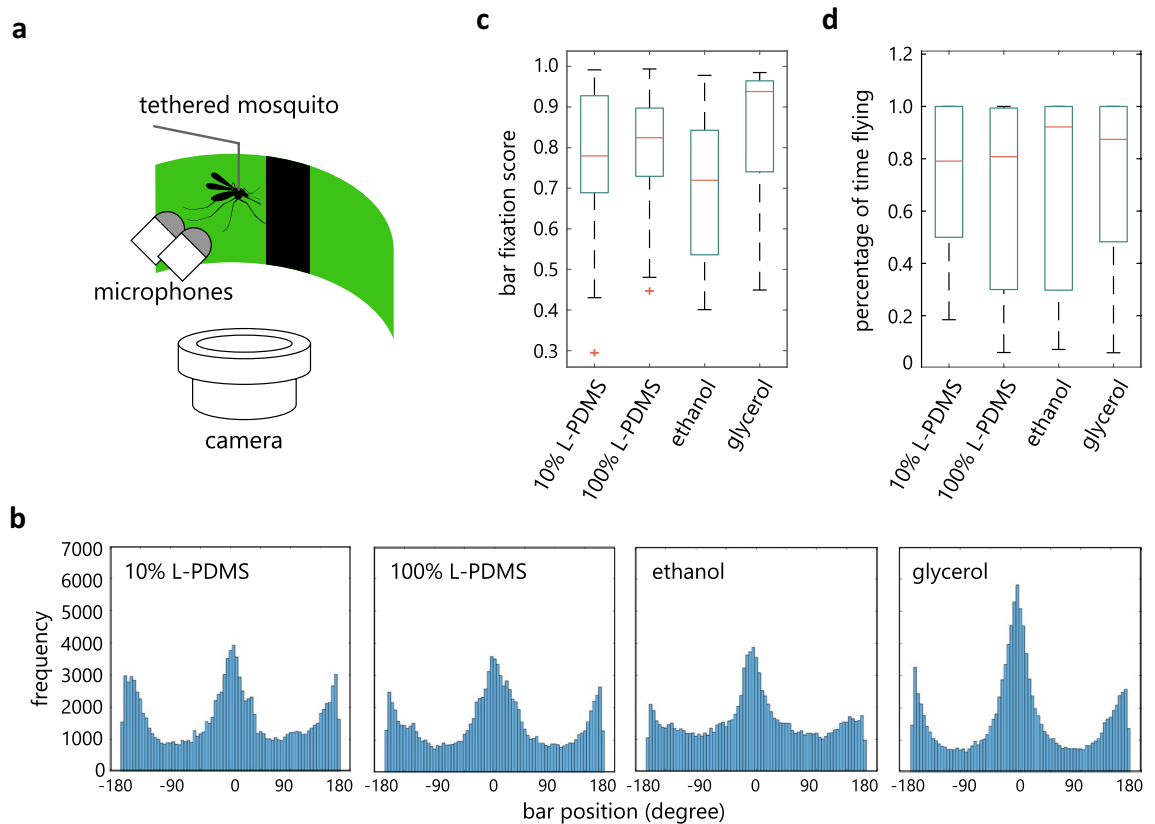 a
tethered mosquito
microphones
camera
c
bar fixation score
1.0
0.9
0.8
0.7
0.6
0.5
0.4
0.3
10% L-PDMS
100% L-PDMS
ethanol
glycerol
d
percentage of time flying
1.2
1.0
0.8
0.6
0.4
0.2
0
10% L-PDMS
100% L-PDMS
ethanol
glycerol
b
frequency
7000
6000
5000
4000
3000
2000
1000
0
10% L-PDMS
-180 -90 0 90 180
100% L-PDMS
-180 -90 0 90 180
ethanol
-180 -90 0 90 180
glycerol
-180 -90 0 90 180
bar position (degree)